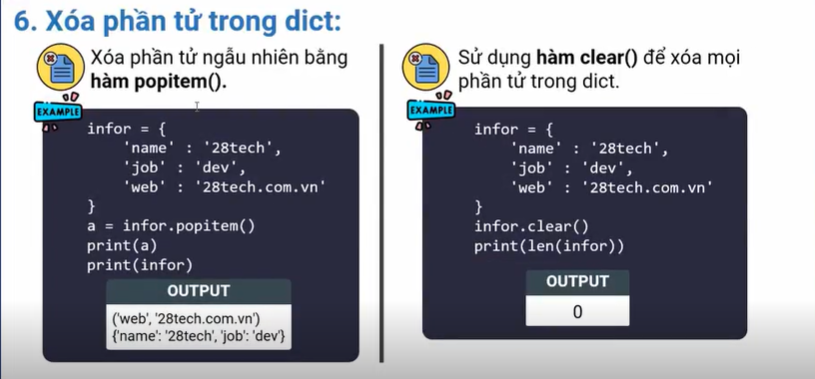 6. Xóa phần tử trong dict:
Xóa phần tử ngẫu nhiên bằng
hàm popitem().
EXAMPLE
infor = {
'name' : '28tech',
'job' : 'dev',
'web' : '28tech.com.vn'
}
a = infor.popitem()
print(a)
print(infor)
OUTPUT
('web', '28tech.com.vn')
{'name': '28tech', 'job': 'dev'}
Sử dụng hàm clear() để xóa mọi
phần tử trong dict.
EXAMPLE
infor = {
'name' : '28tech',
'job' : 'dev',
'web' : '28tech.com.vn'
}
infor.clear()
print(len(infor))
OUTPUT
0